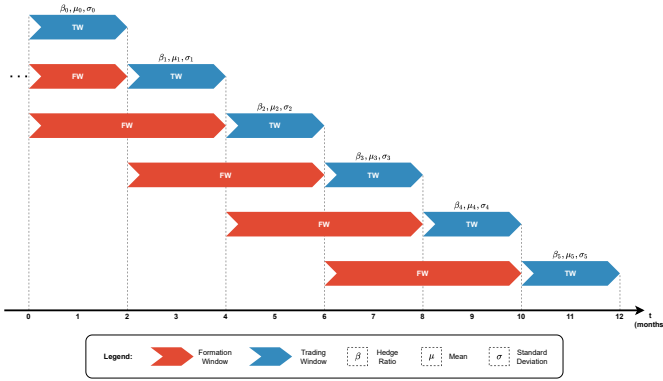 β₀, μ₀, σ₀
TW
β₁, μ₁, σ₁
...
FW
TW
β₂, μ₂, σ₂
FW
TW
β₃, μ₃, σ₃
FW
TW
β₄, μ₄, σ₄
FW
TW
β₅, μ₅, σ₅
FW
TW
0 1 2 3 4 5 6 7 8 9 10 11 12 t
(months
Legend: Formation Window Trading Window β Hedge Ratio μ Mean σ Standard Deviation